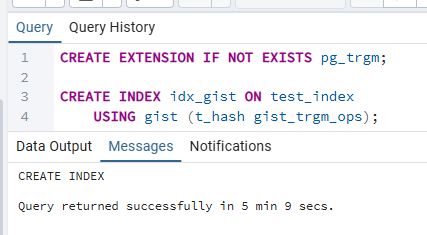 Query Query History
1 CREATE EXTENSION IF NOT EXISTS pg_trgm;
2
3 CREATE INDEX idx_gist ON test_index
4 USING gist (t_hash gist_trgm_ops);
Data Output Messages Notifications
CREATE INDEX
Query returned successfully in 5 min 9 secs.